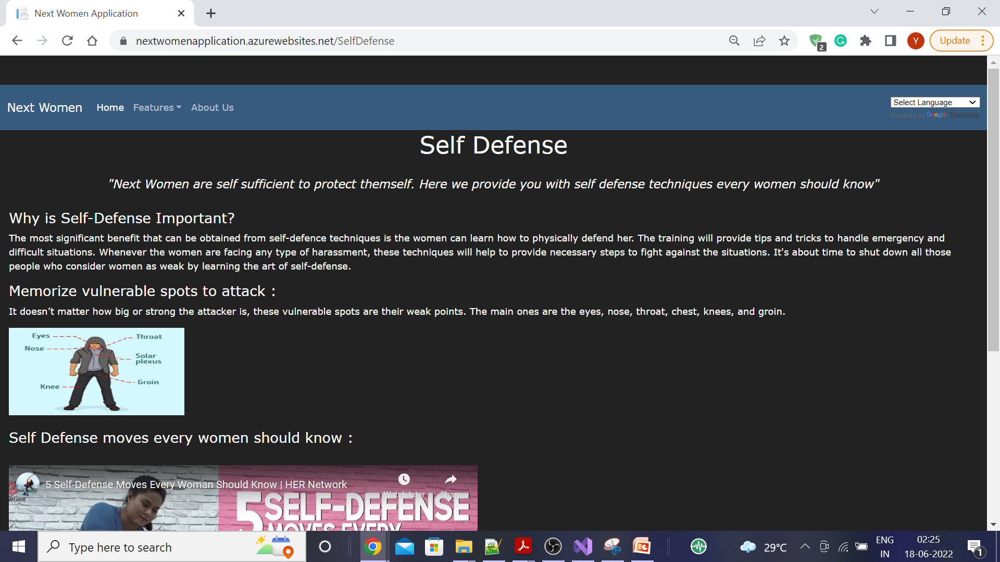 Next Women Application
nextwomenapplication.azurewebsites.net/SelfDefense
2
Y
Update
Next Women Home Features About Us
Select Language
Powered by Google Translate
Self Defense
"Next Women are self sufficient to protect themself. Here we provide you with self defense techniques every women should know"
Why is Self-Defense Important?
The most significant benefit that can be obtained from self-defence techniques is the women can learn how to physically defend her. The training will provide tips and tricks to handle emergency and
difficult situations. Whenever the women are facing any type of harassment, these techniques will help to provide necessary steps to fight against the situations. It's about time to shut down all those
people who consider women as weak by learning the art of self-defense.
Memorize vulnerable spots to attack :
It doesn’t matter how big or strong the attacker is, these vulnerable spots are their weak points. The main ones are the eyes, nose, throat, chest, knees, and groin.
Eyes
Throat
Nose
Solar
plexus
Groin
Knee
Self Defense moves every women should know :
5 Self-Defense Moves Every Woman Should Know | HER Network
Watch later
Share
WORK
5 SELF-DEFENSE
MOVES EVERY
Type here to search
29°C
ENG
IN
02:25
18-06-2022
1